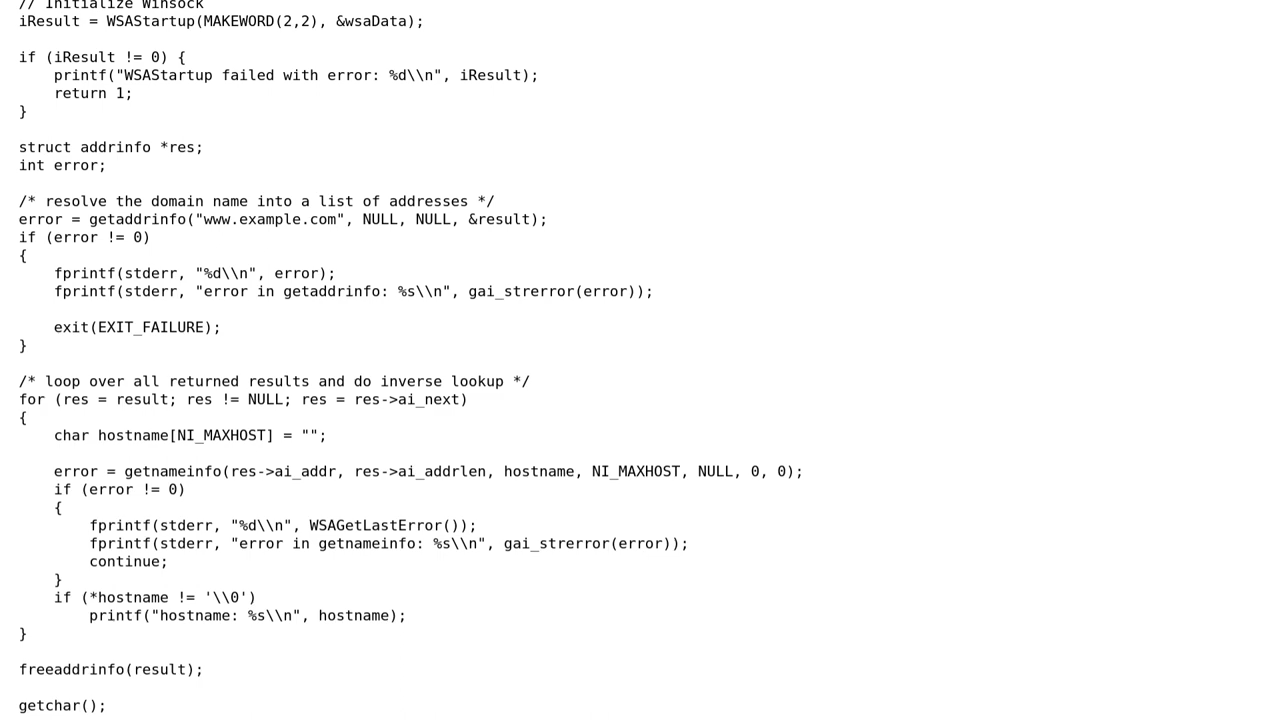 // Initialize Winsock
iResult = WSAStartup(MAKEWORD(2,2), &wsaData);

if (iResult != 0) {
    printf("WSAStartup failed with error: %d\\n", iResult);
    return 1;
}

struct addrinfo *res;
int error;

/* resolve the domain name into a list of addresses */
error = getaddrinfo("www.example.com", NULL, NULL, &result);
if (error != 0)
{
    fprintf(stderr, "%d\\n", error);
    fprintf(stderr, "error in getaddrinfo: %s\\n", gai_strerror(error));

    exit(EXIT_FAILURE);
}

/* loop over all returned results and do inverse lookup */
for (res = result; res != NULL; res = res->ai_next)
{
    char hostname[NI_MAXHOST] = "";

    error = getnameinfo(res->ai_addr, res->ai_addrlen, hostname, NI_MAXHOST, NULL, 0, 0);
    if (error != 0)
    {
        fprintf(stderr, "%d\\n", WSAGetLastError());
        fprintf(stderr, "error in getnameinfo: %s\\n", gai_strerror(error));
        continue;
    }
    if (*hostname != '\\0')
        printf("hostname: %s\\n", hostname);
}

freeaddrinfo(result);

getchar();